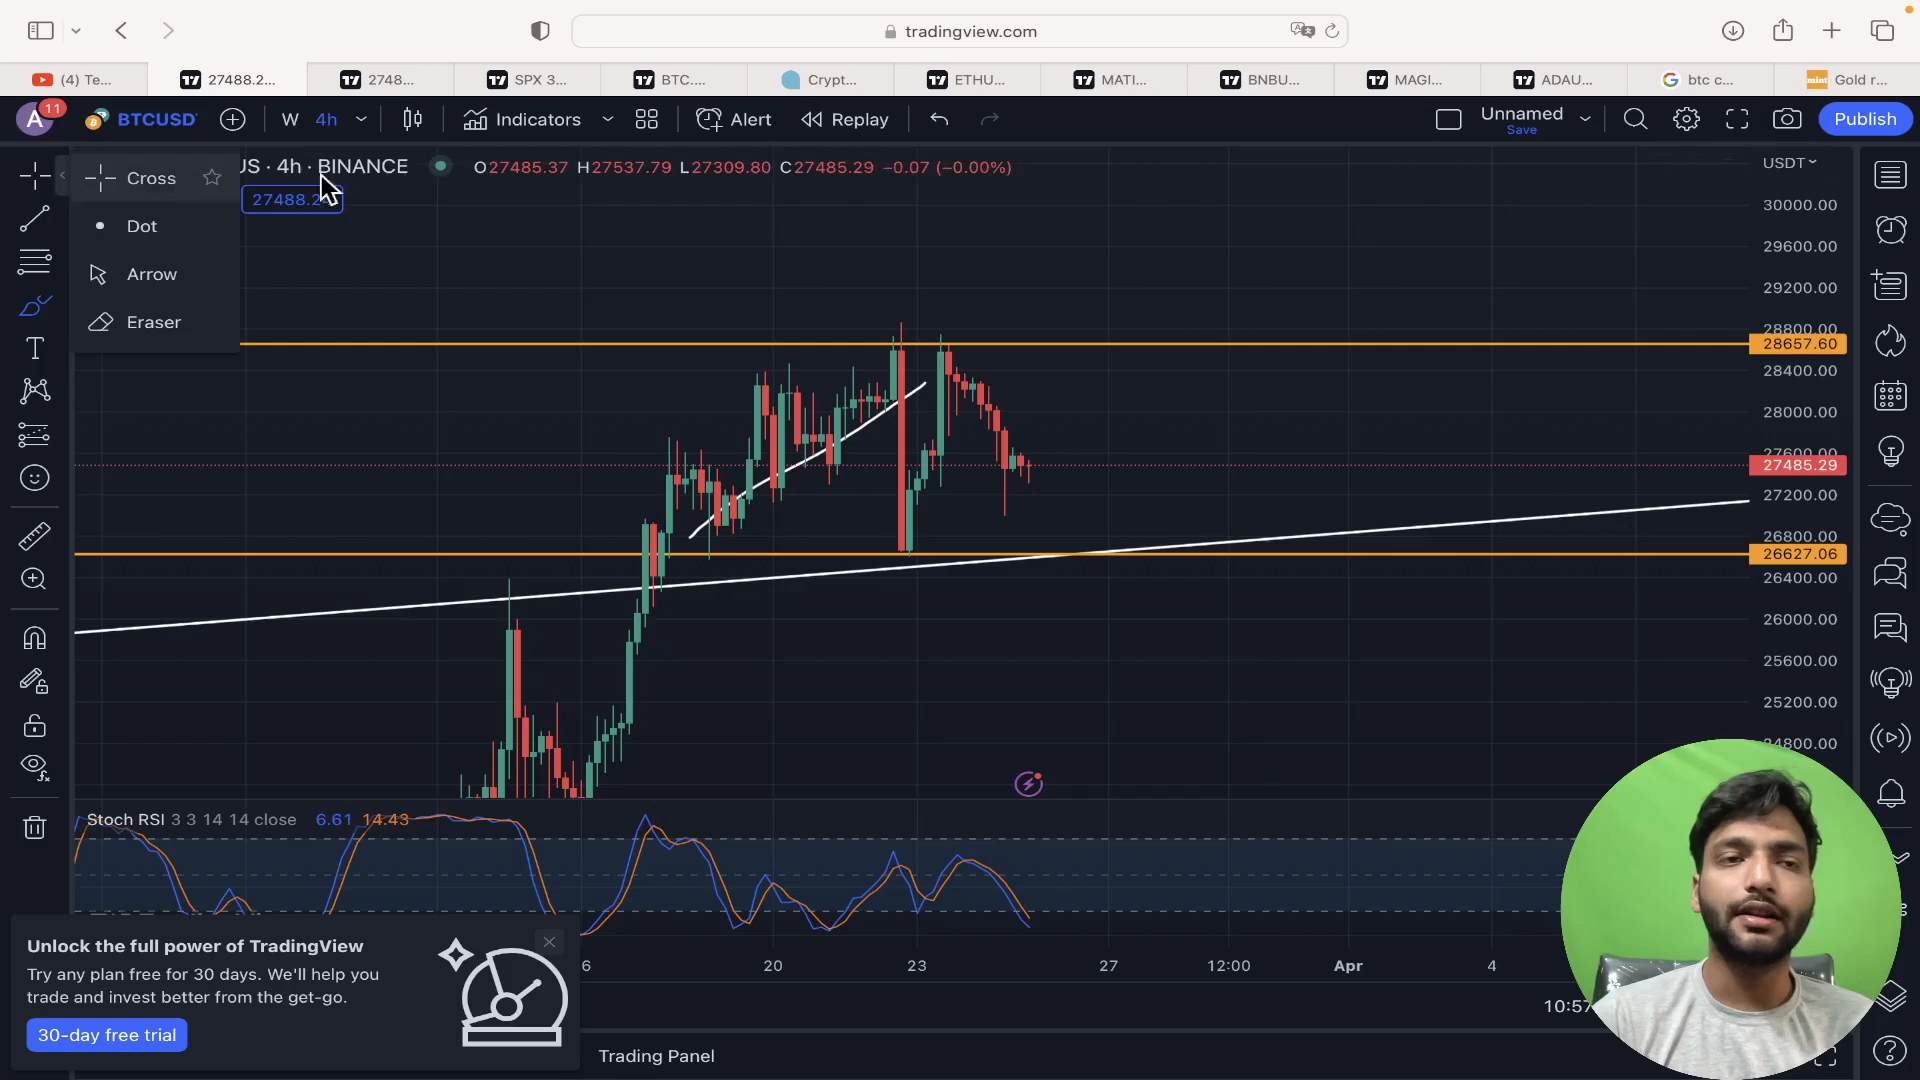 tradingview.com
(4) Te...
27488.2...
2748...
SPX 3...
BTC....
Crypt...
ETHU...
MATI...
BNBU...
MAGI...
ADAU...
btc c...
mint
Gold r...
A
11
BTCUSD
W
4h
Indicators
Alert
Replay
Unnamed
Save
Publish
Cross
Dot
Arrow
Eraser
US · 4h · BINANCE
O27485.37 H27537.79 L27309.80 C27485.29 −0.07 (−0.00%)
27488.2
USDT
30000.00
29600.00
29200.00
28800.00
28657.60
28400.00
28000.00
27600.00
27485.29
27200.00
26800.00
26627.06
26400.00
26000.00
25600.00
25200.00
24800.00
Stoch RSI 3 3 14 14 close 6.61 14.43
Unlock the full power of TradingView
Try any plan free for 30 days. We'll help you
trade and invest better from the get-go.
30-day free trial
6
20
23
27
12:00
Apr
4
10:57
Trading Panel